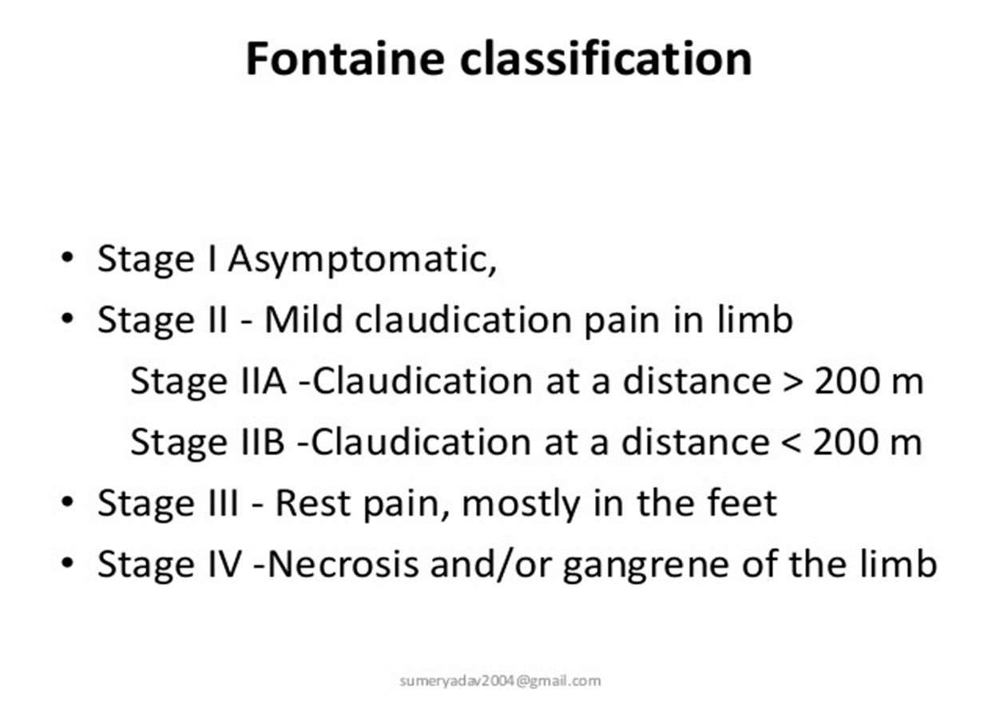 Fontaine classification
• Stage I Asymptomatic,
• Stage II - Mild claudication pain in limb
Stage IIA -Claudication at a distance > 200 m
Stage IIB -Claudication at a distance < 200 m
• Stage III - Rest pain, mostly in the feet
• Stage IV -Necrosis and/or gangrene of the limb
sumeryadav2004@gmail.com